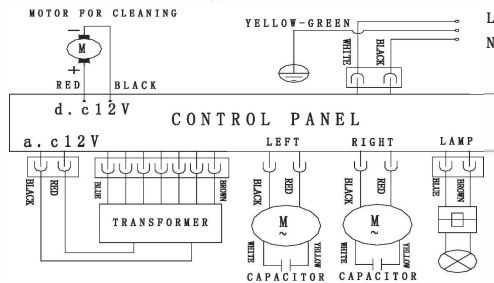 MOTOR FOR CLEANING
M
RED
BLACK
YELLOW-GREEN
WHITE
BLACK
L
N
d.c12V
CONTROL PANEL
a.c12V
LEFT
RIGHT
LAMP
BLACK
RED
BLUE
BROWN
BLACK
RED
BLACK
RED
BLUE
BROWN
TRANSFORMER
M
~
M
~
WHITE
YELLOW
WHITE
YELLOW
CAPACITOR
CAPACITOR